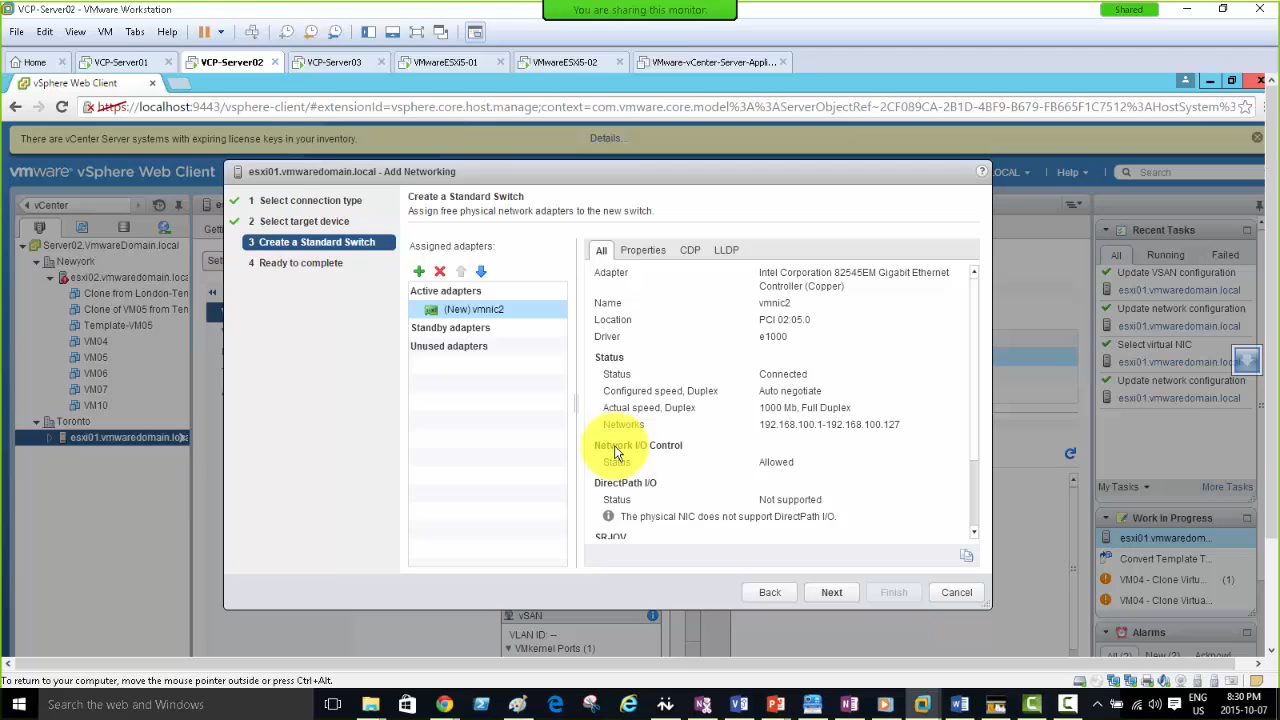 VCP-Server02 - VMware Workstation
You are sharing this monitor.
Shared
File Edit View VM Tabs Help
Home VCP-Server01 VCP-Server02 VCP-Server03 VMwareESXi5-01 VMwareESXi5-02 VMware-vCenter-Server-Appli...
vSphere Web Client
https://localhost:9443/vsphere-client/#extensionId=vsphere.core.host.manage;context=com.vmware.core.model%3A%3AServerObjectRef~2CF089CA-2B1D-4BF9-B679-FB665F1C7512%3AHostSystem%3
There are vCenter Server systems with expiring license keys in your inventory.
Details...
vmware vSphere Web Client
LOCAL
Help
Search
esxi01.vmwaredomain.local - Add Networking
vCenter
Server02.VmwareDomain.local
Newyork
esxi02.vmwaredomain.loca
Clone from London-Ten
Clone of VM05 from Tem
Template-VM05
VM04
VM05
VM06
VM07
VM10
Toronto
esxi01.vmwaredomain.loca
1 Select connection type
2 Select target device
3 Create a Standard Switch
4 Ready to complete
Create a Standard Switch
Assign free physical network adapters to the new switch.
Assigned adapters:
Active adapters
(New) vmnic2
Standby adapters
Unused adapters
All Properties CDP LLDP
Adapter Intel Corporation 82545EM Gigabit Ethernet
Controller (Copper)
Name vmnic2
Location PCI 02:05.0
Driver e1000
Status
Status Connected
Configured speed, Duplex Auto negotiate
Actual speed, Duplex 1000 Mb, Full Duplex
Networks 192.168.100.1-192.168.100.127
Network I/O Control
Status Allowed
DirectPath I/O
Status Not supported
The physical NIC does not support DirectPath I/O.
SR-IOV
Back Next Finish Cancel
vSAN
VLAN ID: --
VMkernel Ports (1)
Recent Tasks
All Running Failed
Update VSAN configuration
esxi01.vmwaredomain.local
Update network configuration
esxi01.vmwaredomain.local
Select virtual NIC
esxi01.vmwaredomain.local
Update network configuration
esxi01.vmwaredomain.local
My Tasks More Tasks
Work In Progress
esxi01.vmwaredom...
Convert Template T...
VM04 - Clone Virtu... (1)
VM04 - Clone Virtua...
Alarms
All (2) New (2) Acknowl...
To return to your computer, move the mouse pointer outside or press Ctrl+Alt.
Search the web and Windows
ENG
US
8:30 PM
2015-10-07